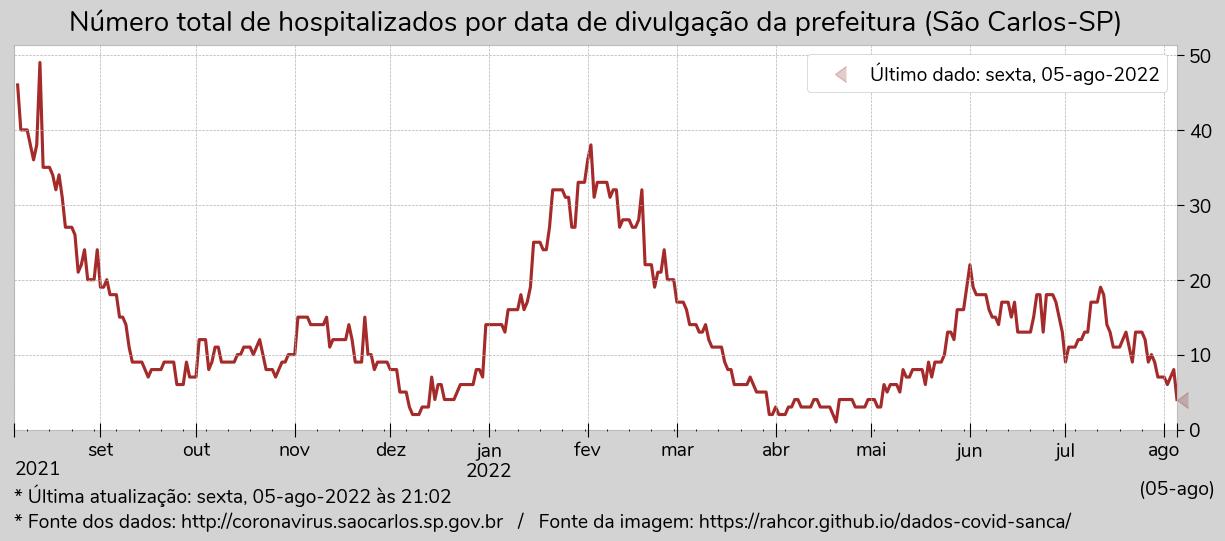 Número total de hospitalizados por data de divulgação da prefeitura (São Carlos-SP)
Último dado: sexta, 05-ago-2022
50
40
30
20
10
0
set out nov dez jan fev mar abr mai jun jul ago
2021 2022
(05-ago)
* Última atualização: sexta, 05-ago-2022 às 21:02
* Fonte dos dados: http://coronavirus.saocarlos.sp.gov.br / Fonte da imagem: https://rahcor.github.io/dados-covid-sanca/